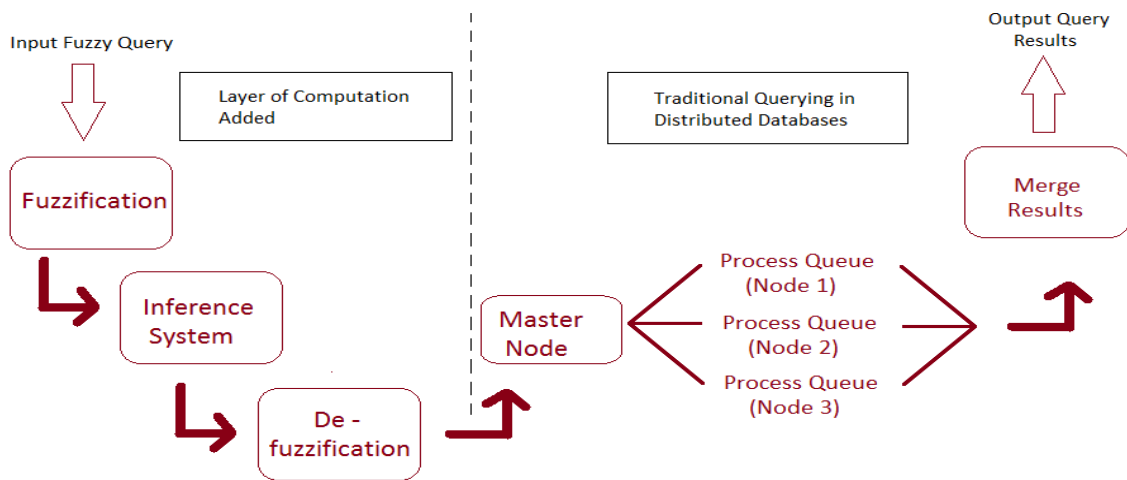 Input Fuzzy Query
Layer of Computation
Added
Fuzzification
Inference
System
De -
fuzzification
Traditional Querying in
Distributed Databases
Master
Node
Process Queue
(Node 1)
Process Queue
(Node 2)
Process Queue
(Node 3)
Merge
Results
Output Query
Results